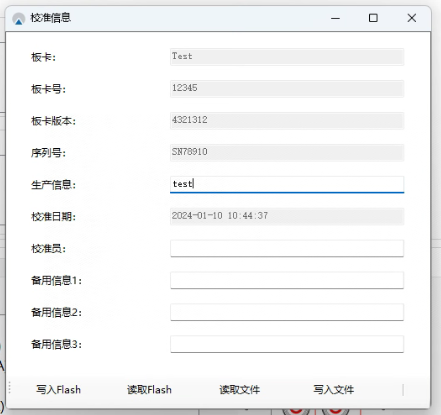 校准信息
板卡: Test
板卡号: 12345
板卡版本: 4321312
序列号: SN78910
生产信息: test
校准日期: 2024-01-10 10:44:37
校准员:
备用信息1:
备用信息2:
备用信息3:
写入Flash 读取Flash 读取文件 写入文件